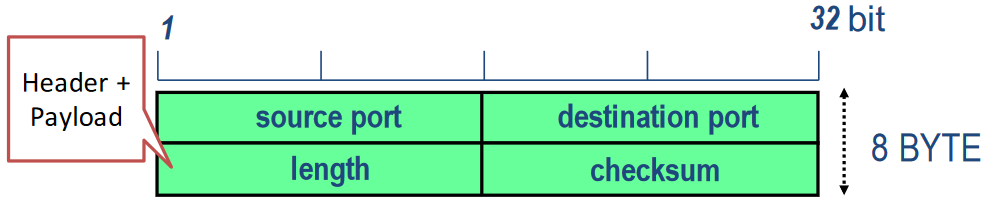 1
32 bit
Header +
Payload
source port
destination port
length
checksum
8 BYTE